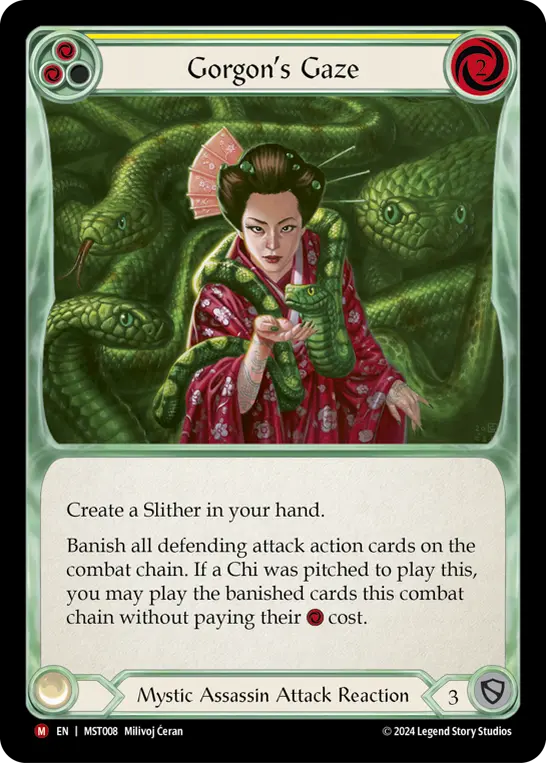 Gorgon's Gaze
2
Create a Slither in your hand.
Banish all defending attack action cards on the
combat chain. If a Chi was pitched to play this,
you may play the banished cards this combat
chain without paying their cost.
Mystic Assassin Attack Reaction
3
M EN | MST008 Milivoj Ćeran
© 2024 Legend Story Studios